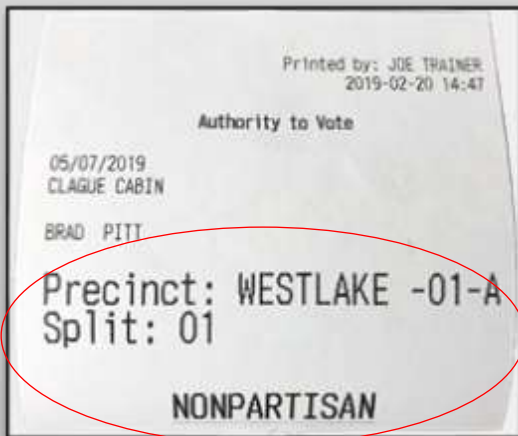 Printed by: JOE TRAINER
2019-02-20 14:47
Authority to Vote
05/07/2019
CLAGUE CABIN
BRAD PITT
Precinct: WESTLAKE -01-A
Split: 01
NONPARTISAN